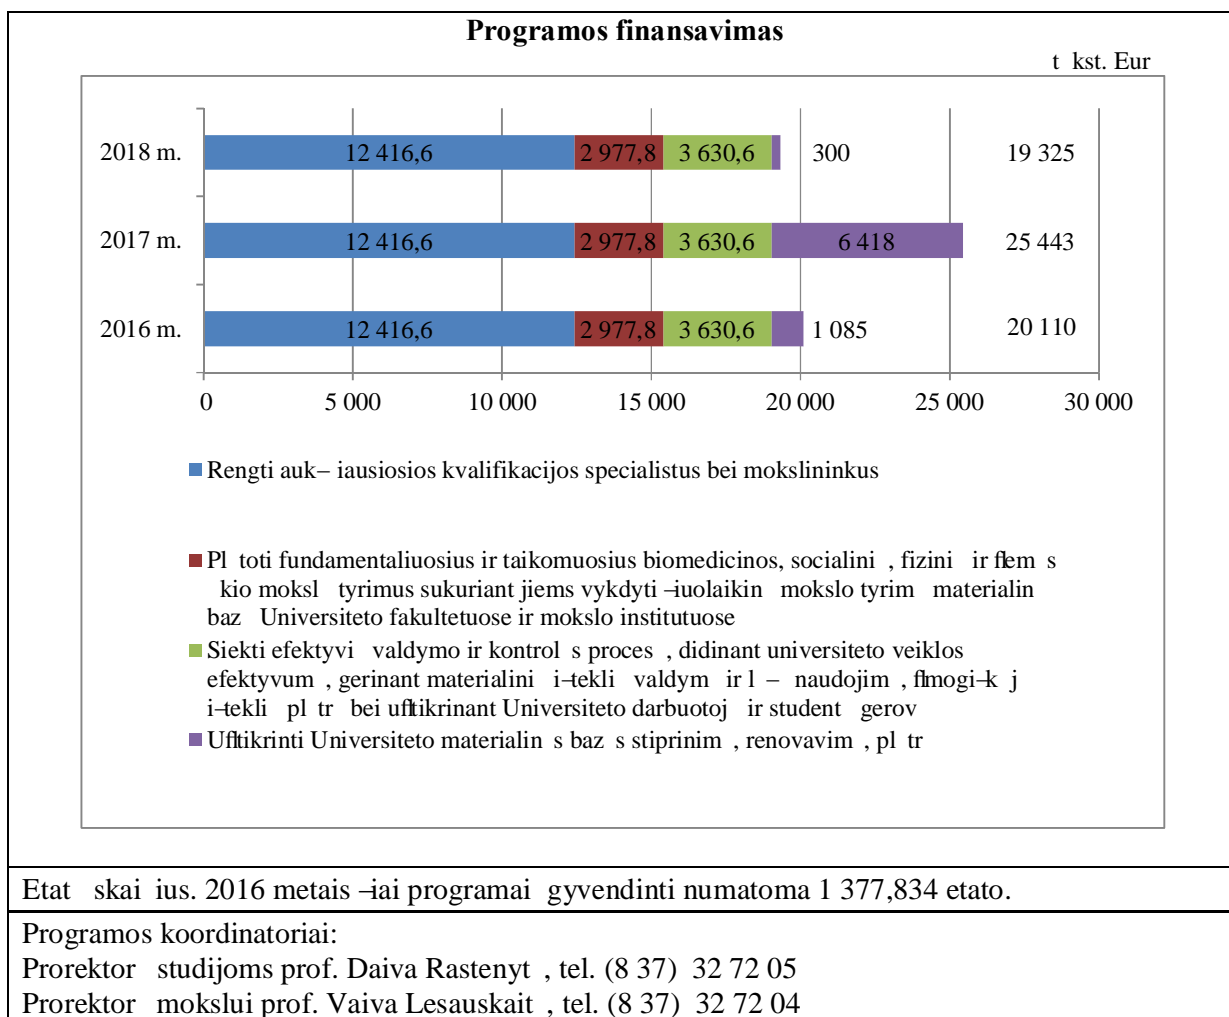 Programos finansavimas
t kst. Eur
2018 m. 12 416,6 2 977,8 3 630,6 300 19 325
2017 m. 12 416,6 2 977,8 3 630,6 6 418 25 443
2016 m. 12 416,6 2 977,8 3 630,6 1 085 20 110
0 5 000 10 000 15 000 20 000 25 000 30 000
Rengti auk– iausiosios kvalifikacijos specialistus bei mokslininkus
Pl toti fundamentaliuosius ir taikomuosius biomedicinos, socialini , fizini ir flem s
kio moksl tyrimus sukuriant jiems vykdyti –iuolaikin mokslo tyrim materialin
baz Universiteto fakultetuose ir mokslo institutuose
Siekti efektyvi valdymo ir kontrol s proces , didinant universiteto veiklos
efektyvum , gerinant materialini i–tekli valdym ir l – naudojim , flmogi–k j
i–tekli pl tr bei ufltikrinant Universiteto darbuotoj ir student gerov
Ufltikrinti Universiteto materialin s baz s stiprinim , renovavim , pl tr
Etat skai ius. 2016 metais –iai programai gyvendinti numatoma 1 377,834 etato.
Programos koordinatoriai:
Prorektor studijoms prof. Daiva Rastenyt , tel. (8 37) 32 72 05
Prorektor mokslui prof. Vaiva Lesauskait , tel. (8 37) 32 72 04